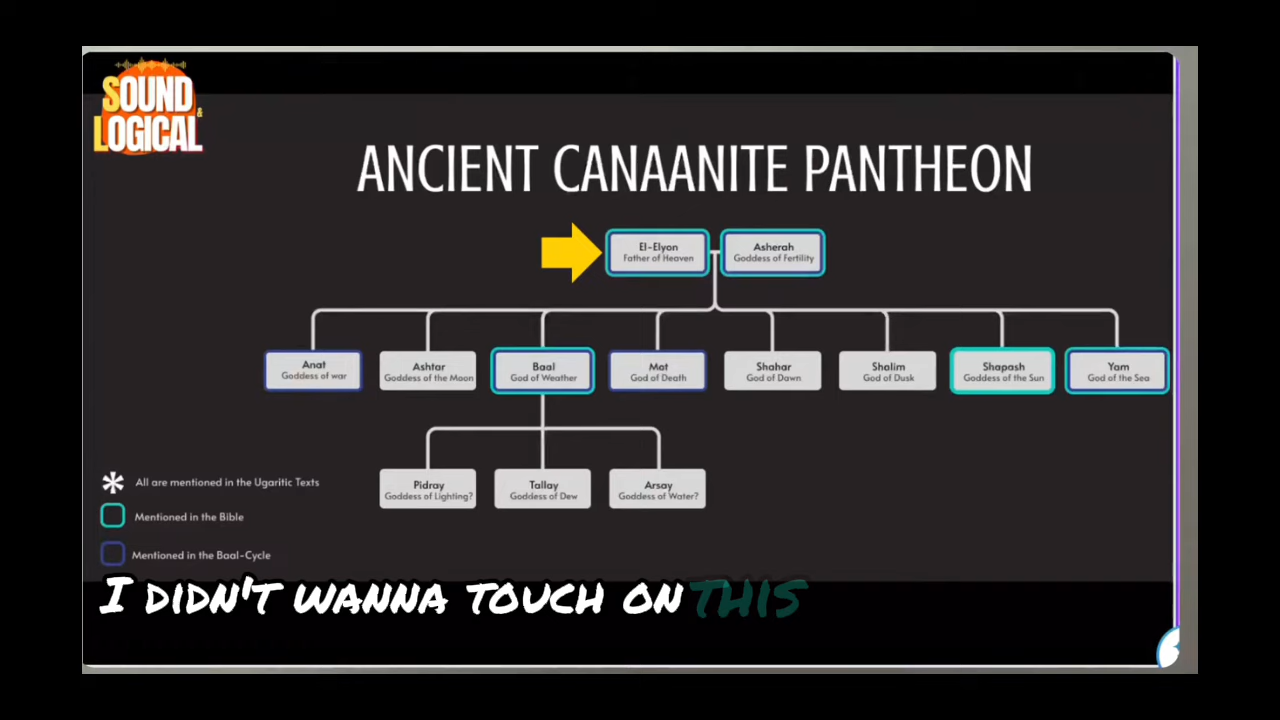 SOUND
&
LOGICAL
ANCIENT CANAANITE PANTHEON
El-Elyon
Father of Heaven
Asherah
Goddess of Fertility
Anat
Goddess of war
Ashtar
Goddess of the Moon
Baal
God of Weather
Mot
God of Death
Shahar
God of Dawn
Shalim
God of Dusk
Shapash
Goddess of the Sun
Yam
God of the Sea
Pidray
Goddess of Lighting?
Tallay
Goddess of Dew
Arsay
Goddess of Water?
* All are mentioned in the Ugaritic Texts
Mentioned in the Bible
Mentioned in the Baal-Cycle
I DIDN'T WANNA TOUCH ON THIS